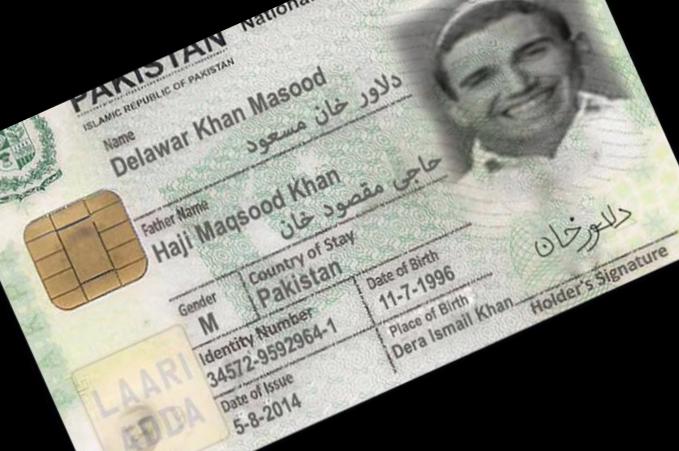 PAKISTAN
ISLAMIC REPUBLIC OF PAKISTAN
Name
Delawar Khan Masood
دلاور خان مسعود
Father Name
Haji Maqsood Khan
حاجی مقصود خان
Gender
M
Country of Stay
Pakistan
Identity Number
34572-9592964-1
Date of Birth
11-7-1996
Date of Issue
5-8-2014
Place of Birth
Dera Ismail Khan
دلاور خان
Holder's Signature
LAARI
ADDA